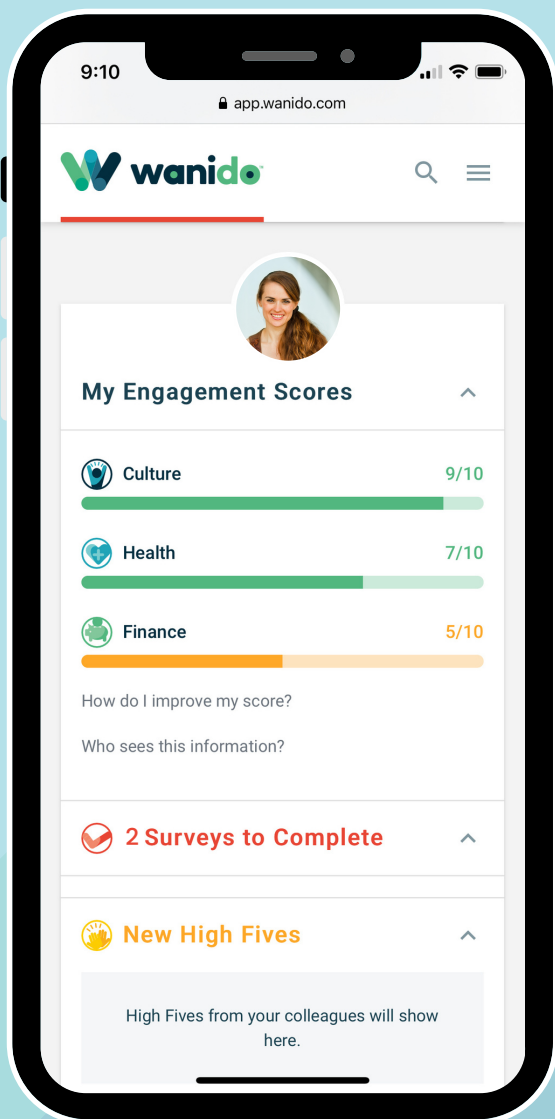 9:10
app.wanido.com
wanido
My Engagement Scores
Culture 9/10
Health 7/10
Finance 5/10
How do I improve my score?
Who sees this information?
2 Surveys to Complete
New High Fives
High Fives from your colleagues will show
here.